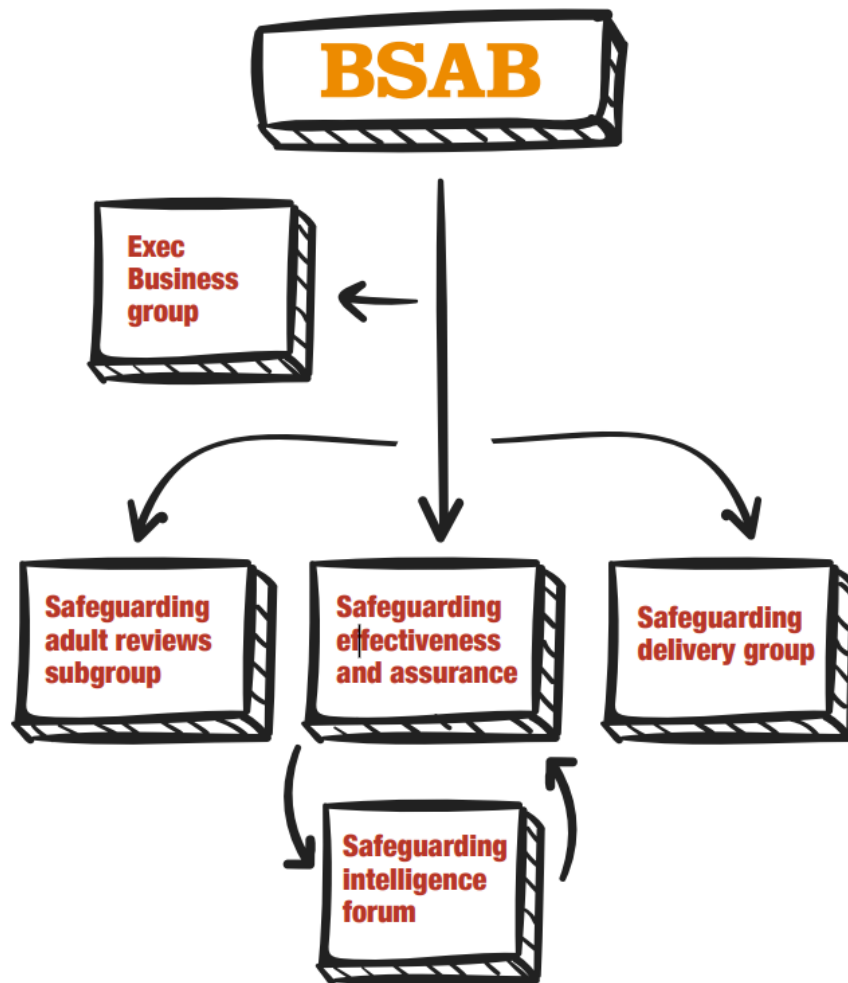 BSAB
Exec
Business
group
Safeguarding
adult reviews
subgroup
Safeguarding
effectiveness
and assurance
Safeguarding
delivery group
Safeguarding
intelligence
forum